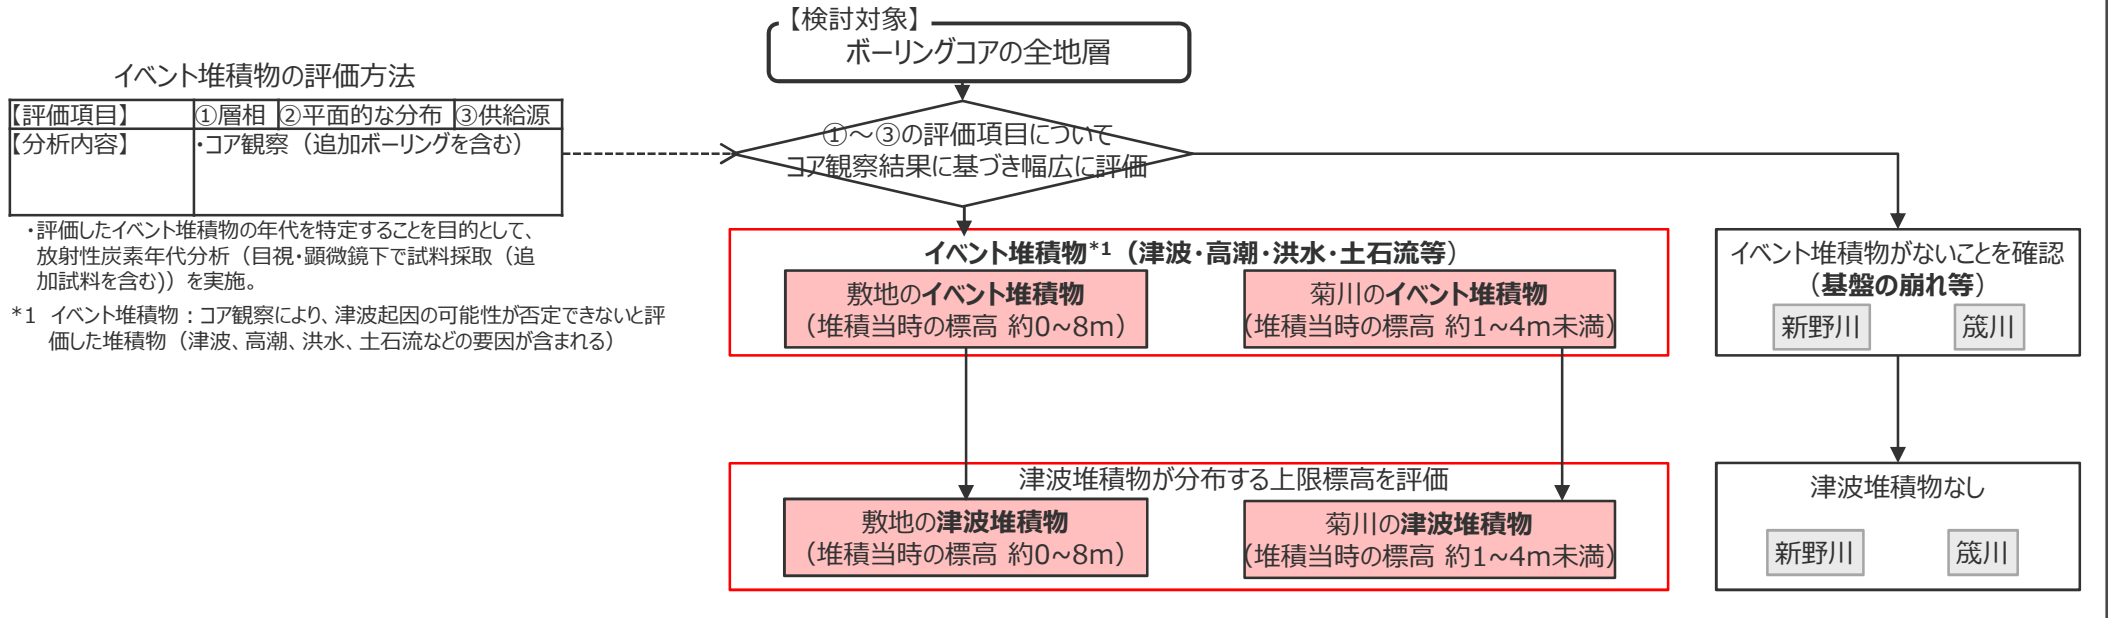 【検討対象】
ボーリングコアの全地層
イベント堆積物の評価方法
【評価項目】 ①層相 ②平面的な分布 ③供給源
【分析内容】 ・コア観察（追加ボーリングを含む）
①～③の評価項目について
コア観察結果に基づき幅広に評価
・評価したイベント堆積物の年代を特定することを目的として、
放射性炭素年代分析（目視・顕微鏡下で試料採取（追
加試料を含む））を実施。
*1 イベント堆積物：コア観察により、津波起因の可能性が否定できないと評
価した堆積物（津波、高潮、洪水、土石流などの要因が含まれる）
イベント堆積物*1（津波・高潮・洪水・土石流等）
敷地のイベント堆積物
（堆積当時の標高 約0~8m）
菊川のイベント堆積物
（堆積当時の標高 約1~4m未満）
イベント堆積物がないことを確認
（基盤の崩れ等）
新野川 筬川
津波堆積物が分布する上限標高を評価
敷地の津波堆積物
（堆積当時の標高 約0~8m）
菊川の津波堆積物
（堆積当時の標高 約1~4m未満）
津波堆積物なし
新野川 筬川